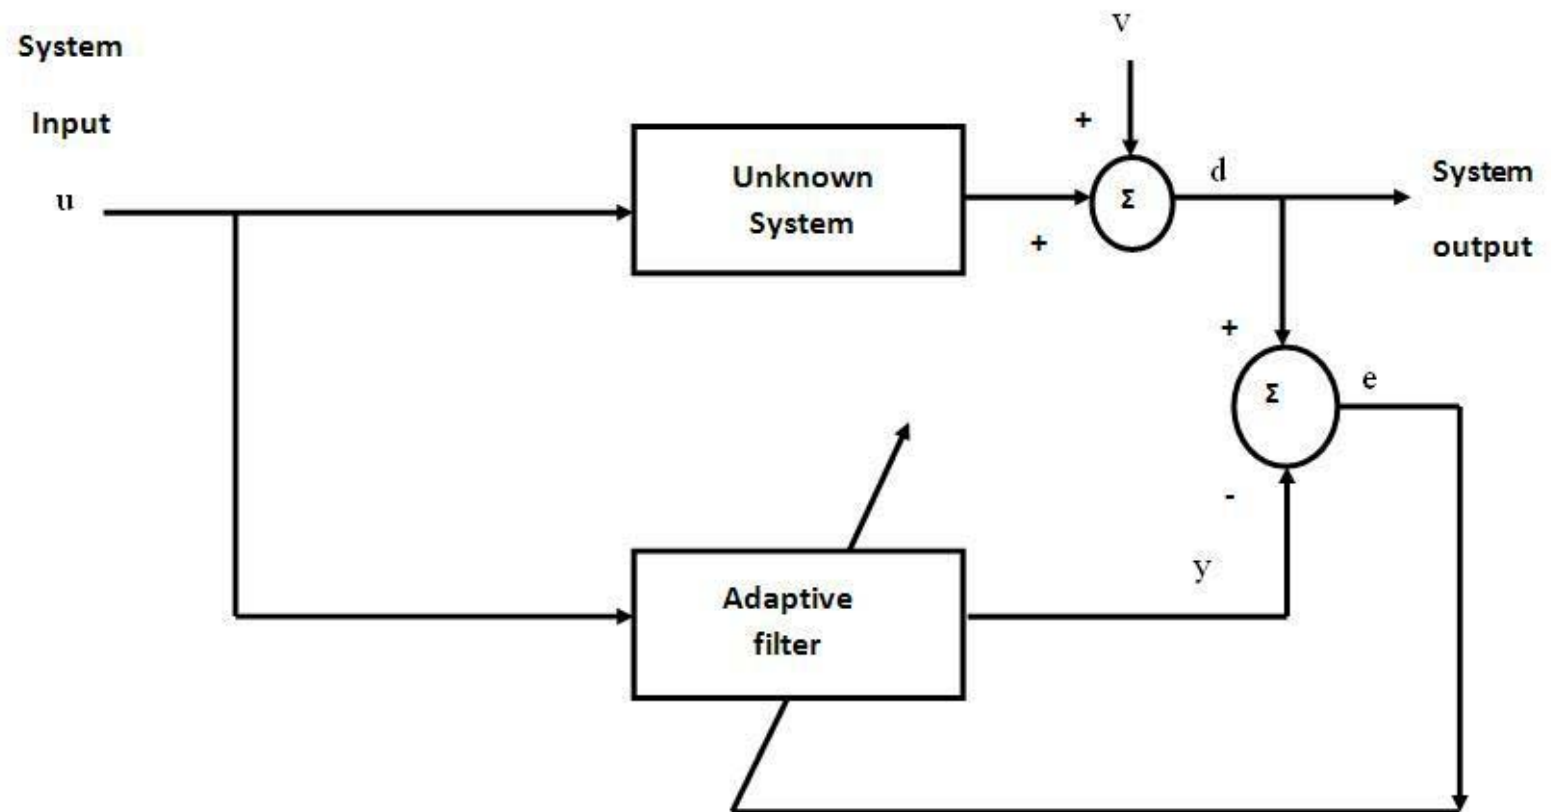 System
Input
u
Unknown
System
v
+
+
Σ
d
System
output
+
Σ
e
-
y
Adaptive
filter